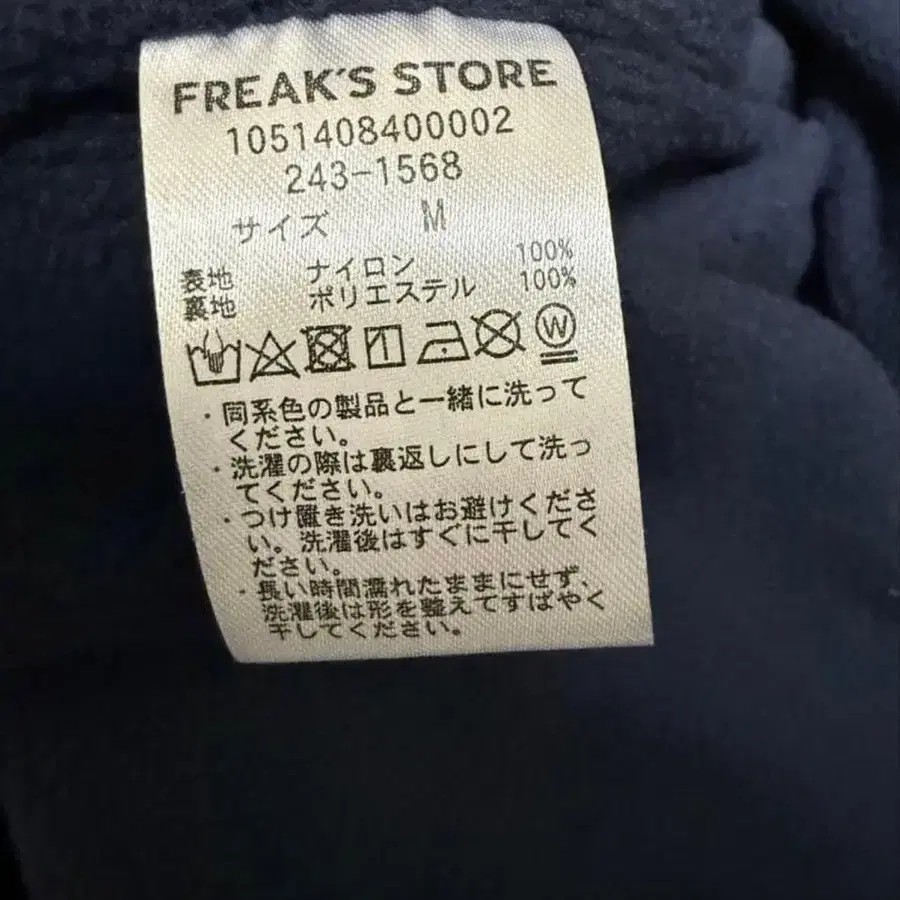 FREAK'S STORE
1051408400002
243-1568
サイズ M
表地 ナイロン 100%
裏地 ポリエステル 100%
W
・同系色の製品と一緒に洗って
ください。
・洗濯の際は裏返しにして洗っ
てください。
・つけ置き洗いはお避けくださ
い。洗濯後はすぐに干してく
ださい。
・長い時間濡れたままにせず、
洗濯後は形を整えてすばやく
干してください。